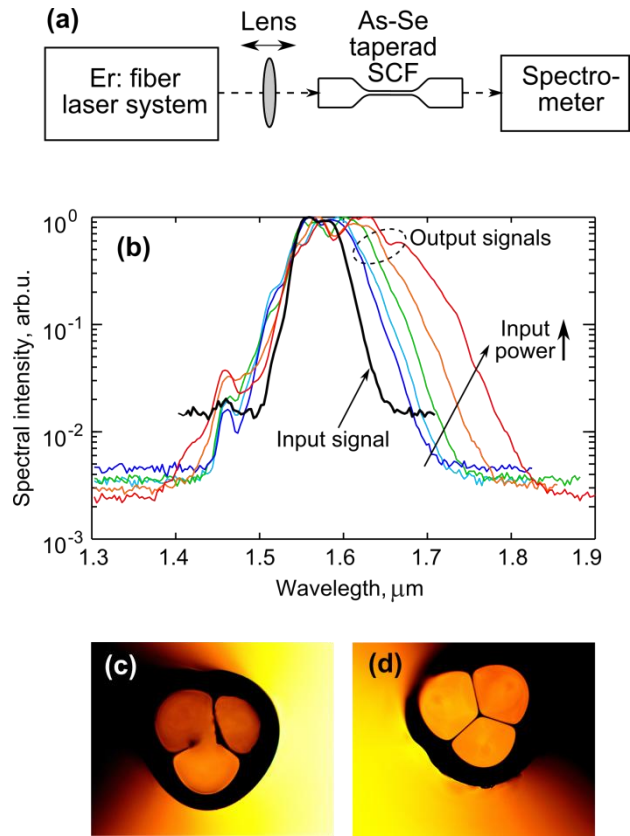 (a)
Lens
As-Se
taperad
SCF
Er: fiber
laser system
Spectro-
meter
(b)
Spectral intensity, arb.u.
10^0
10^-1
10^-2
10^-3
Output signals
Input
power
Input signal
1.3 1.4 1.5 1.6 1.7 1.8 1.9
Wavelegth, μm
(c)
(d)